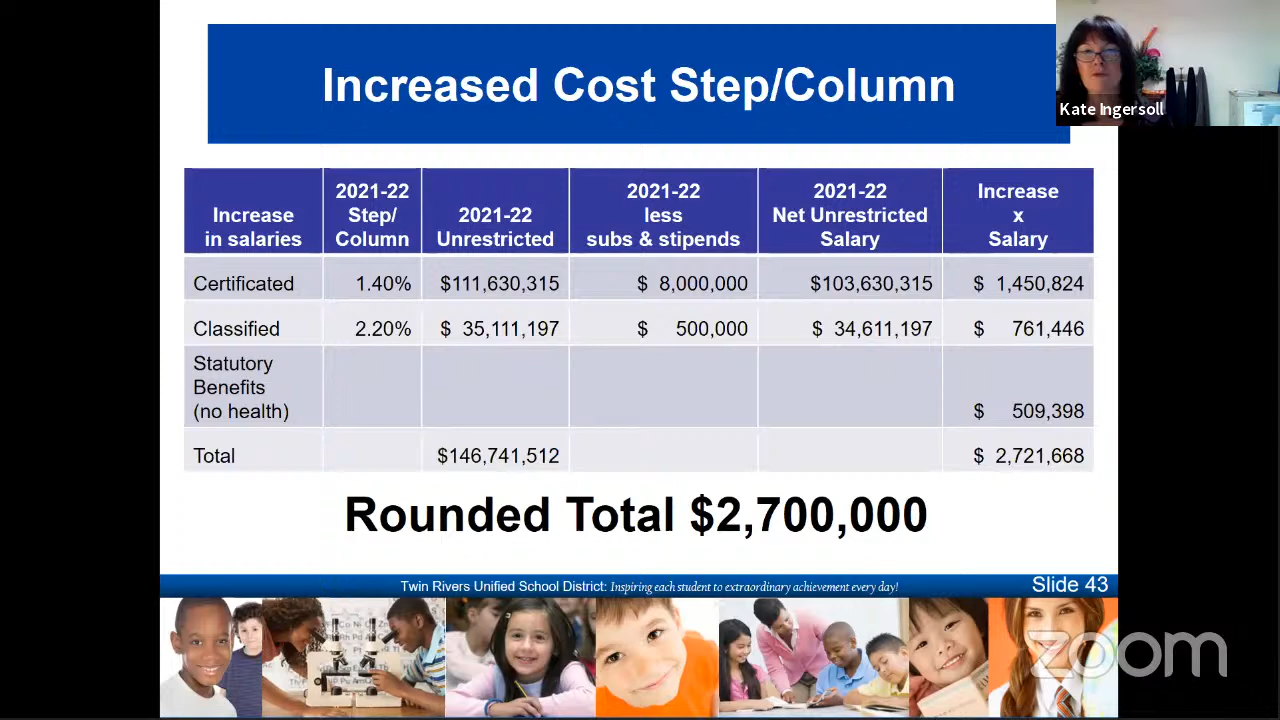 Increased Cost Step/Column
Kate Ingersoll
Increase in salaries 2021-22 Step/ Column 2021-22 Unrestricted 2021-22 less subs & stipends 2021-22 Net Unrestricted Salary Increase x Salary
Certificated 1.40% $111,630,315 $ 8,000,000 $103,630,315 $ 1,450,824
Classified 2.20% $ 35,111,197 $ 500,000 $ 34,611,197 $ 761,446
Statutory
Benefits
(no health) $ 509,398
Total $146,741,512 $ 2,721,668
Rounded Total $2,700,000
Twin Rivers Unified School District: Inspiring each student to extraordinary achievement every day!
Slide 43
zoom